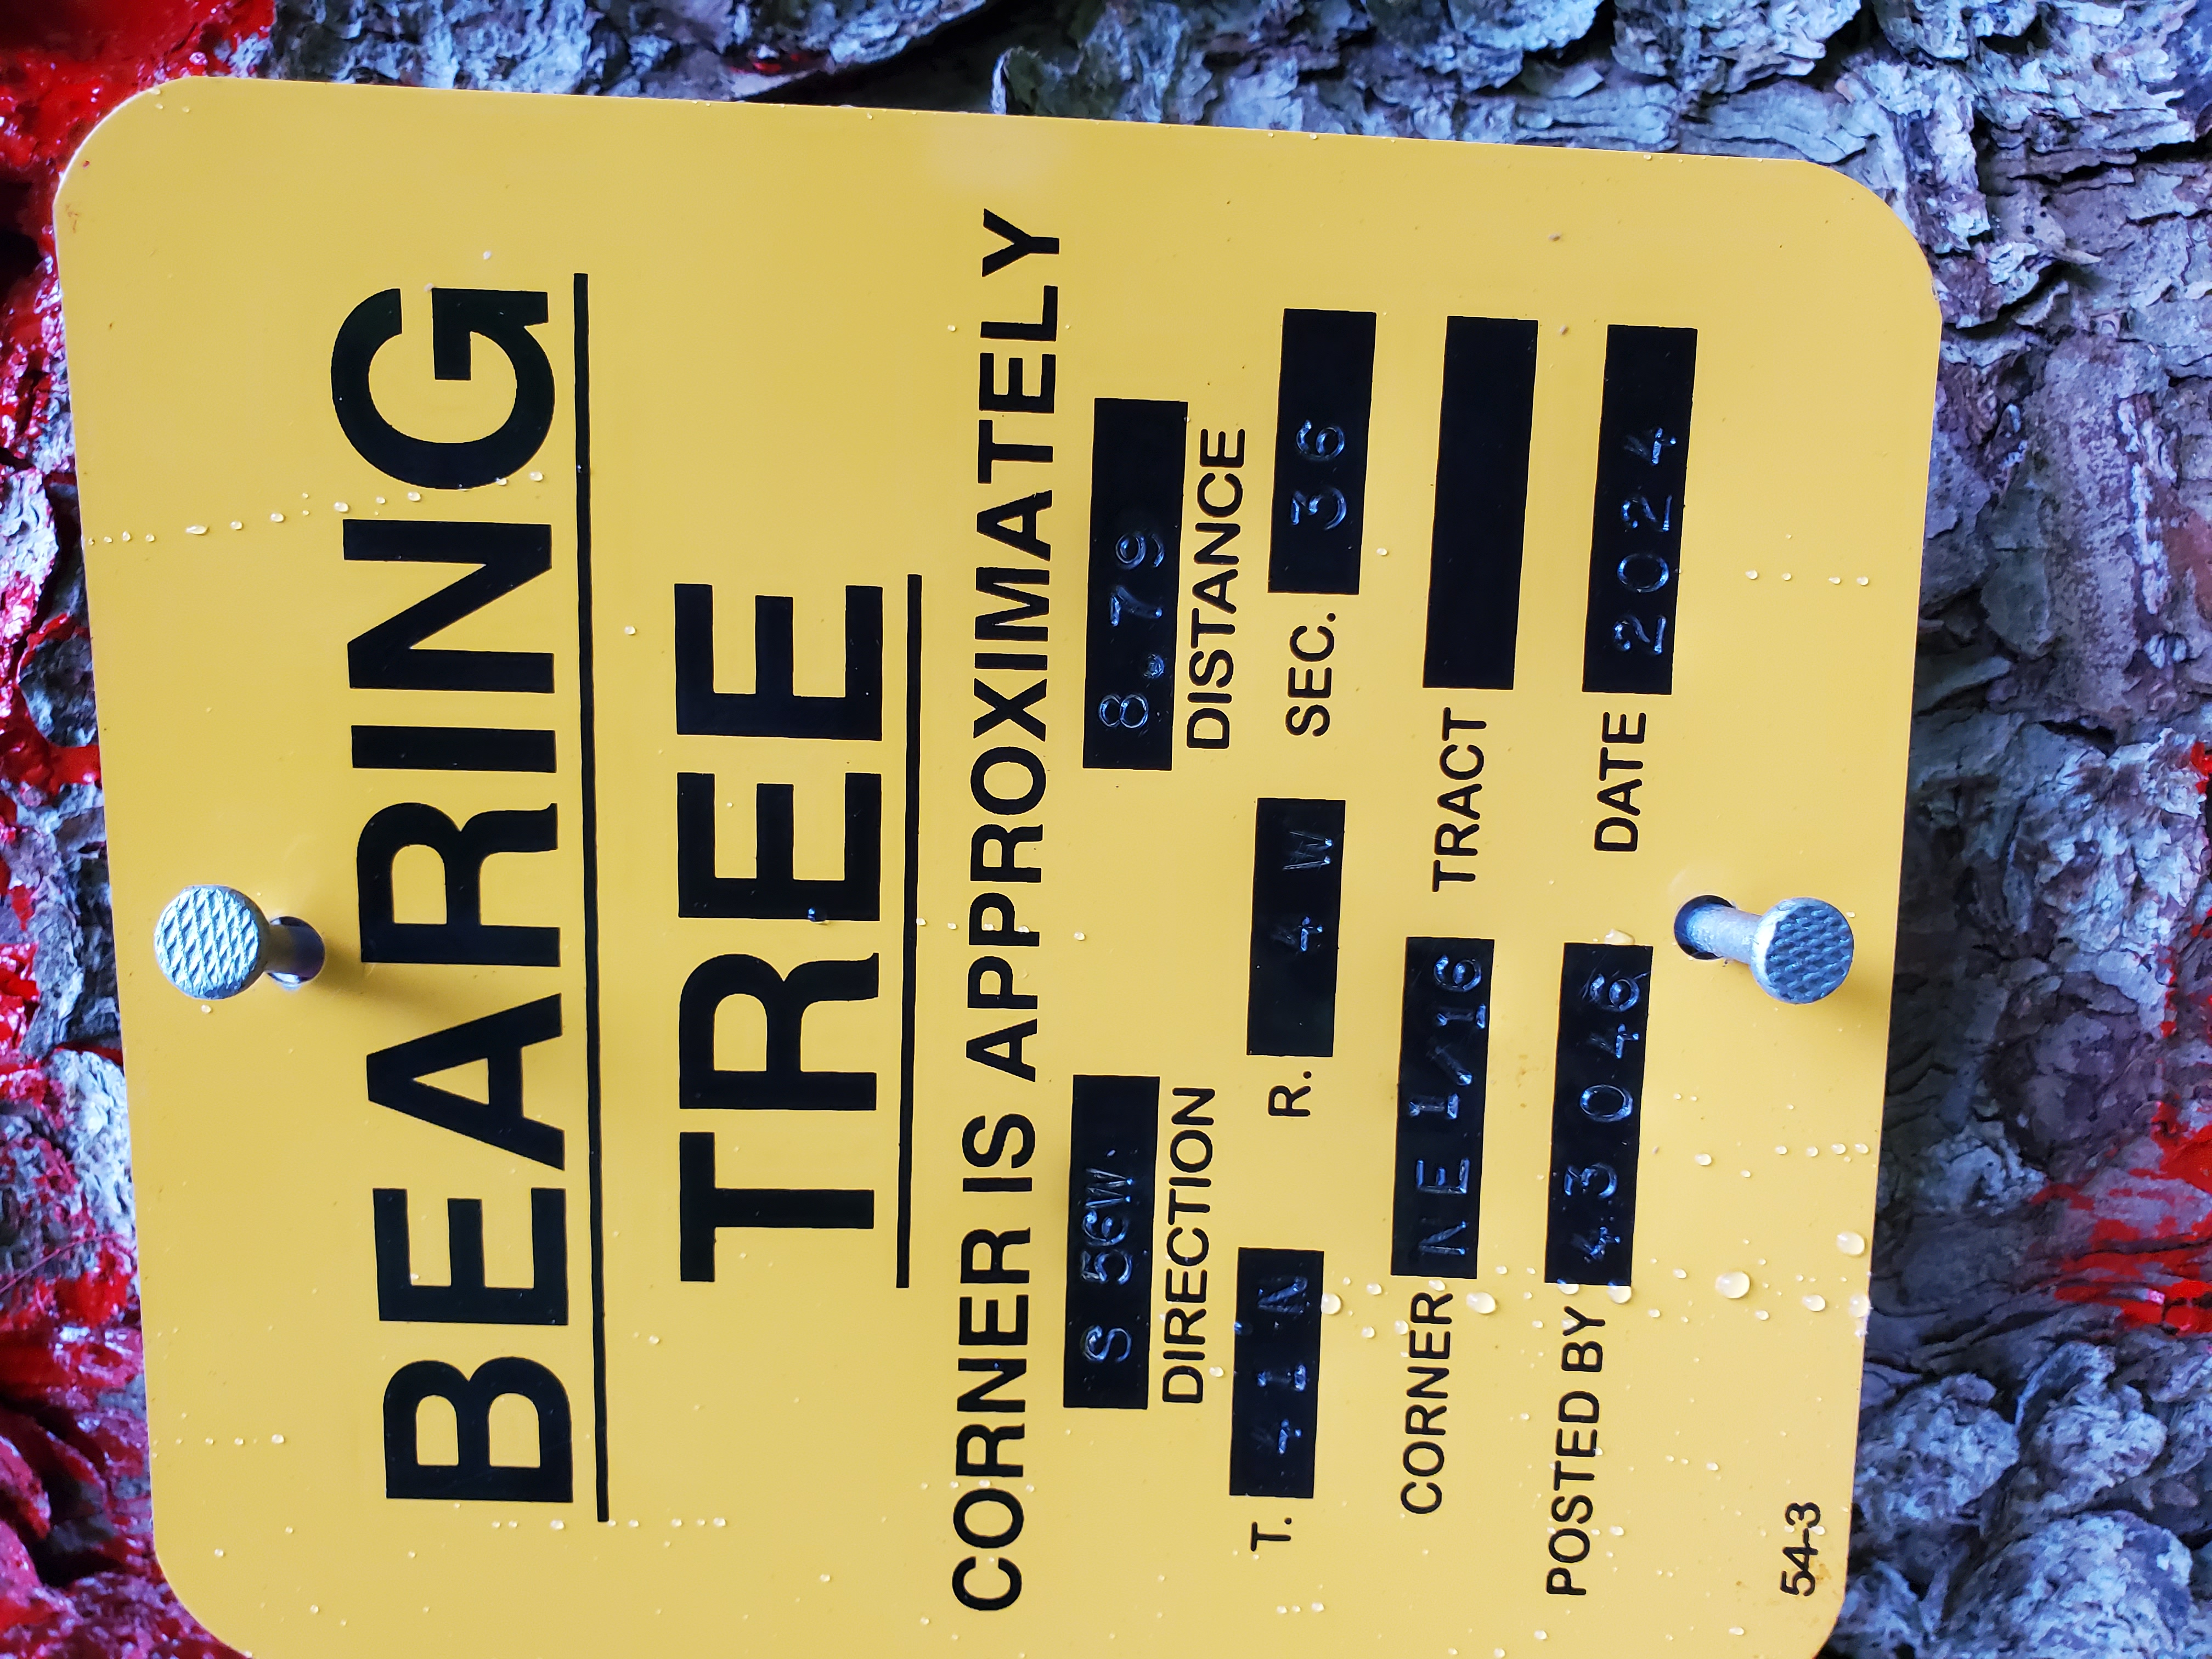 BEARING
TREE
CORNER IS APPROXIMATELY
S 56W 8.79
DIRECTION DISTANCE
T. 41N R. 4W SEC. 36
CORNER NE1/16 TRACT
POSTED BY 43046 DATE 2024
54-3